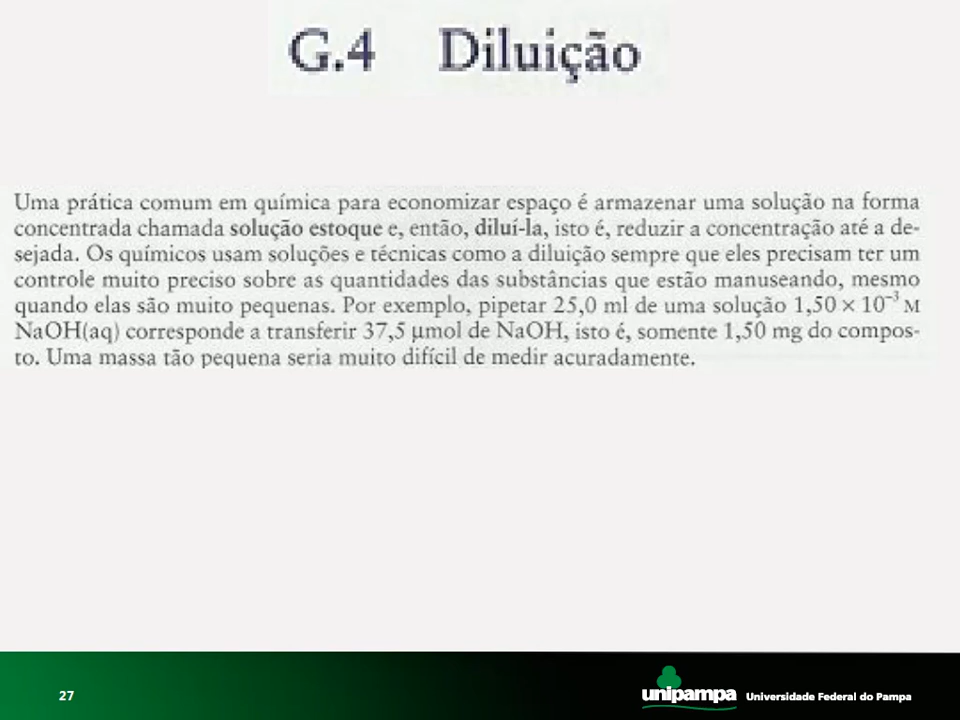 G.4 Diluição
Uma prática comum em química para economizar espaço é armazenar uma solução na forma
concentrada chamada solução estoque e, então, diluí-la, isto é, reduzir a concentração até a de-
sejada. Os químicos usam soluções e técnicas como a diluição sempre que eles precisam ter um
controle muito preciso sobre as quantidades das substâncias que estão manuseando, mesmo
quando elas são muito pequenas. Por exemplo, pipetar 25,0 ml de uma solução 1,50 × 10⁻³ M
NaOH(aq) corresponde a transferir 37,5 μmol de NaOH, isto é, somente 1,50 mg do compos-
to. Uma massa tão pequena seria muito difícil de medir acuradamente.
27
unipampa Universidade Federal do Pampa